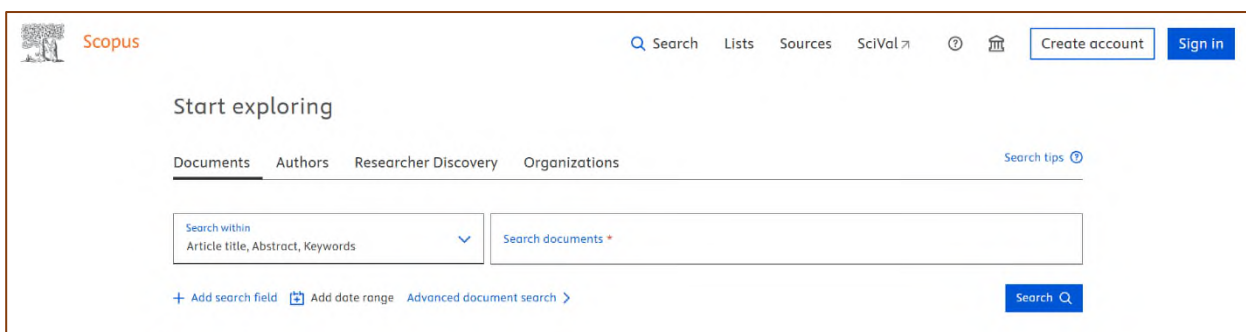 Scopus
Search Lists Sources SciVal Create account Sign in
Start exploring
Documents Authors Researcher Discovery Organizations
Search tips
Search within
Article title, Abstract, Keywords
Search documents *
Add search field Add date range Advanced document search
Search